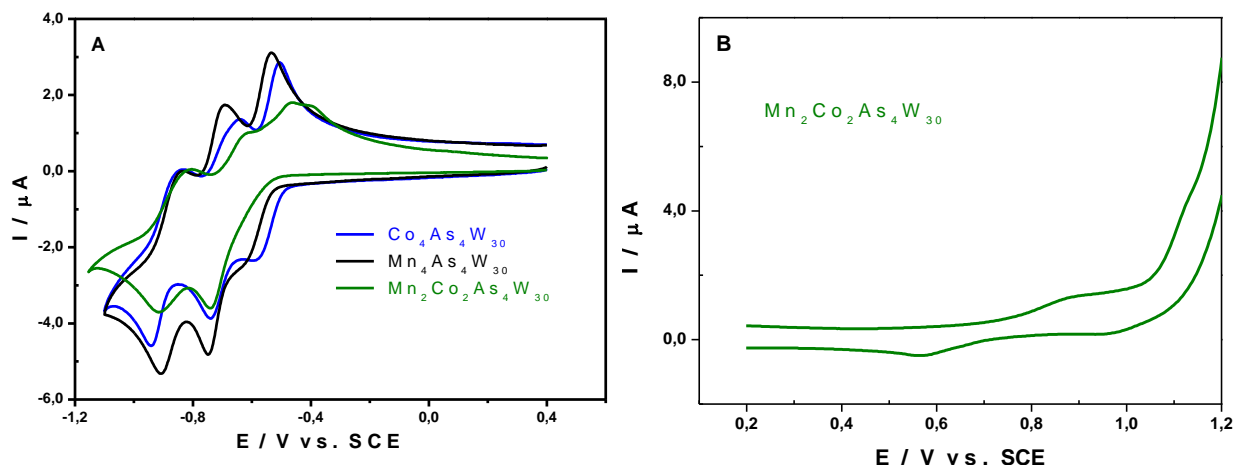 A
4,0
2,0
0,0
-2,0
-4,0
-6,0
I / μA
Co4As4W30
Mn4As4W30
Mn2Co2As4W30
-1,2 -0,8 -0,4 0,0 0,4
E / V vs. SCE
B
Mn2Co2As4W30
8,0
4,0
0,0
I / μA
0,2 0,4 0,6 0,8 1,0 1,2
E / V vs. SCE